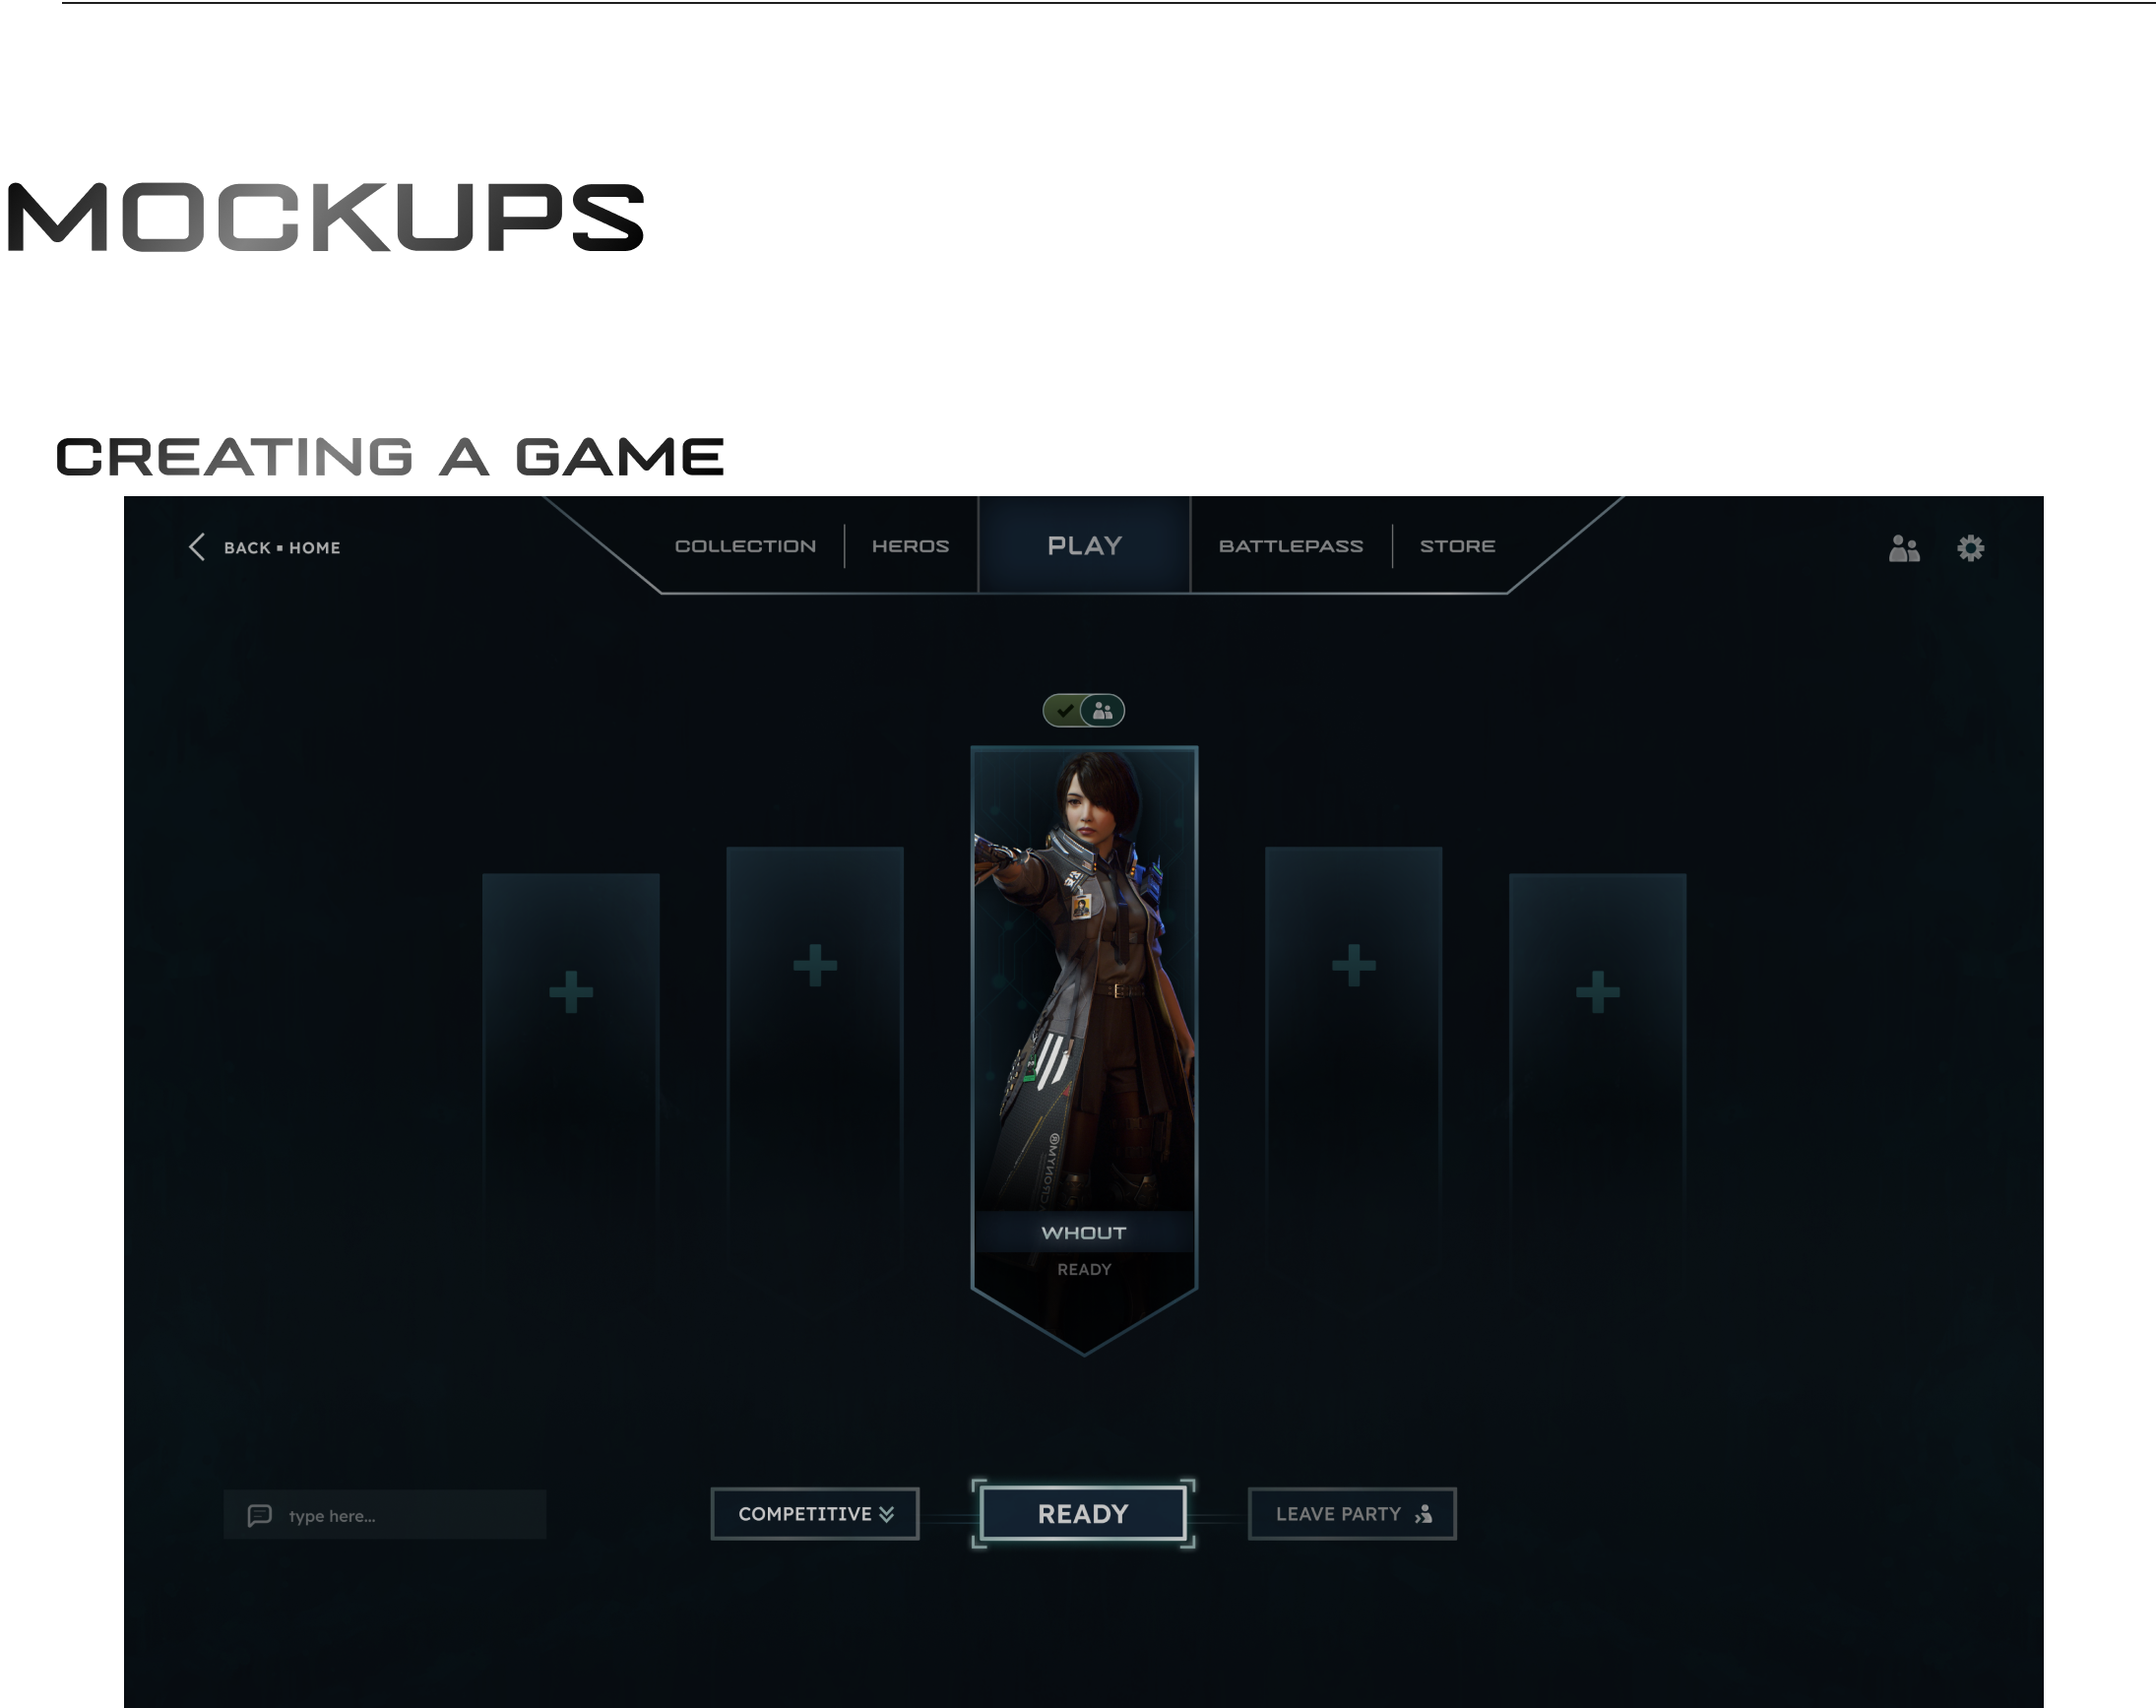 MOCKUPS
CREATING A GAME
BACK ▪ HOME
COLLECTION
HEROS
PLAY
BATTLEPASS
STORE
WHOUT
READY
type here...
COMPETITIVE
READY
LEAVE PARTY